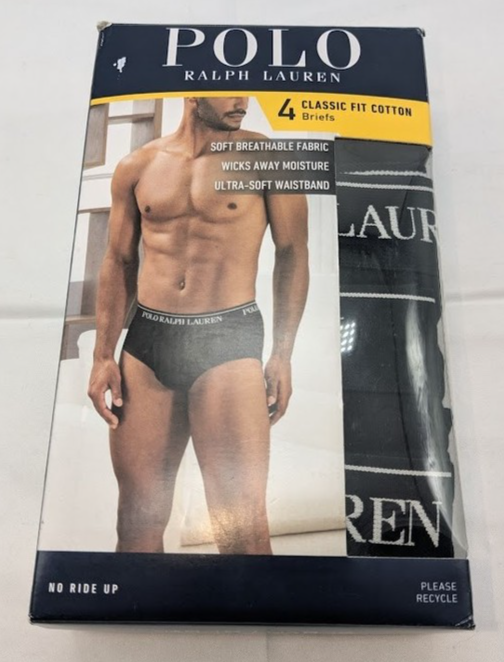 POLO
RALPH LAUREN
4 CLASSIC FIT COTTON
Briefs
SOFT BREATHABLE FABRIC
WICKS AWAY MOISTURE
ULTRA-SOFT WAISTBAND
LAUR
POLO RALPH LAUREN POLO
REN
NO RIDE UP
PLEASE
RECYCLE